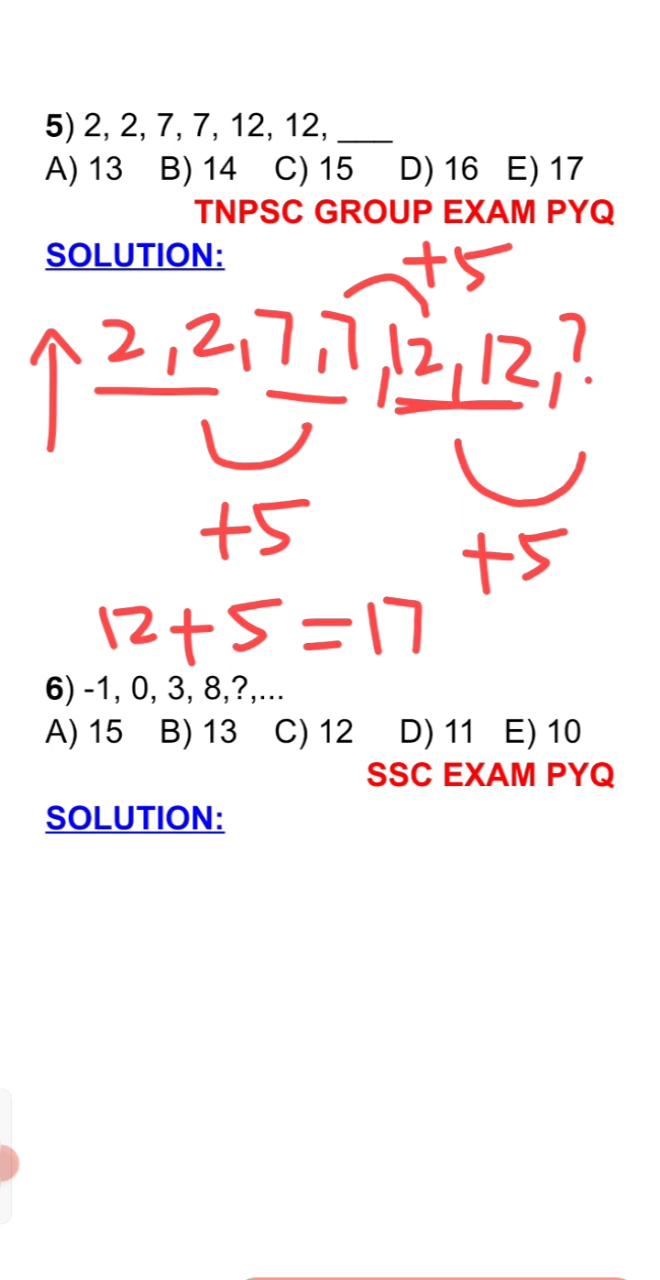 5) 2, 2, 7, 7, 12, 12, ___
A) 13 B) 14 C) 15 D) 16 E) 17
TNPSC GROUP EXAM PYQ
SOLUTION:
+5
2,2,7,7,12,12,?
+5 +5
12+5=17
6) -1, 0, 3, 8,?,...
A) 15 B) 13 C) 12 D) 11 E) 10
SSC EXAM PYQ
SOLUTION: